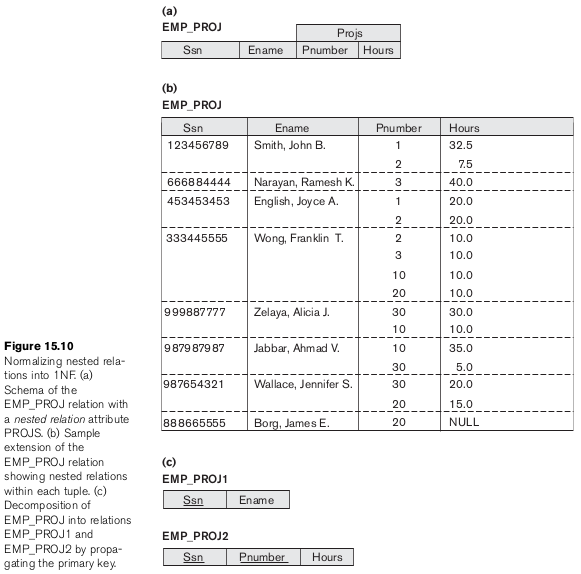 (a)
EMP_PROJ
Projs
Ssn Ename Pnumber Hours
(b)
EMP_PROJ
Ssn Ename Pnumber Hours
123456789 Smith, John B. 1 32.5
2 7.5
666884444 Narayan, Ramesh K. 3 40.0
453453453 English, Joyce A. 1 20.0
2 20.0
333445555 Wong, Franklin T. 2 10.0
3 10.0
10 10.0
20 10.0
999887777 Zelaya, Alicia J. 30 30.0
10 10.0
987987987 Jabbar, Ahmad V. 10 35.0
30 5.0
987654321 Wallace, Jennifer S. 30 20.0
20 15.0
888665555 Borg, James E. 20 NULL
Figure 15.10
Normalizing nested rela-
tions into 1NF. (a)
Schema of the
EMP_PROJ relation with
a nested relation attribute
PROJS. (b) Sample
extension of the
EMP_PROJ relation
showing nested relations
within each tuple. (c)
Decomposition of
EMP_PROJ into relations
EMP_PROJ1 and
EMP_PROJ2 by propa-
gating the primary key.
(c)
EMP_PROJ1
Ssn Ename
EMP_PROJ2
Ssn Pnumber Hours